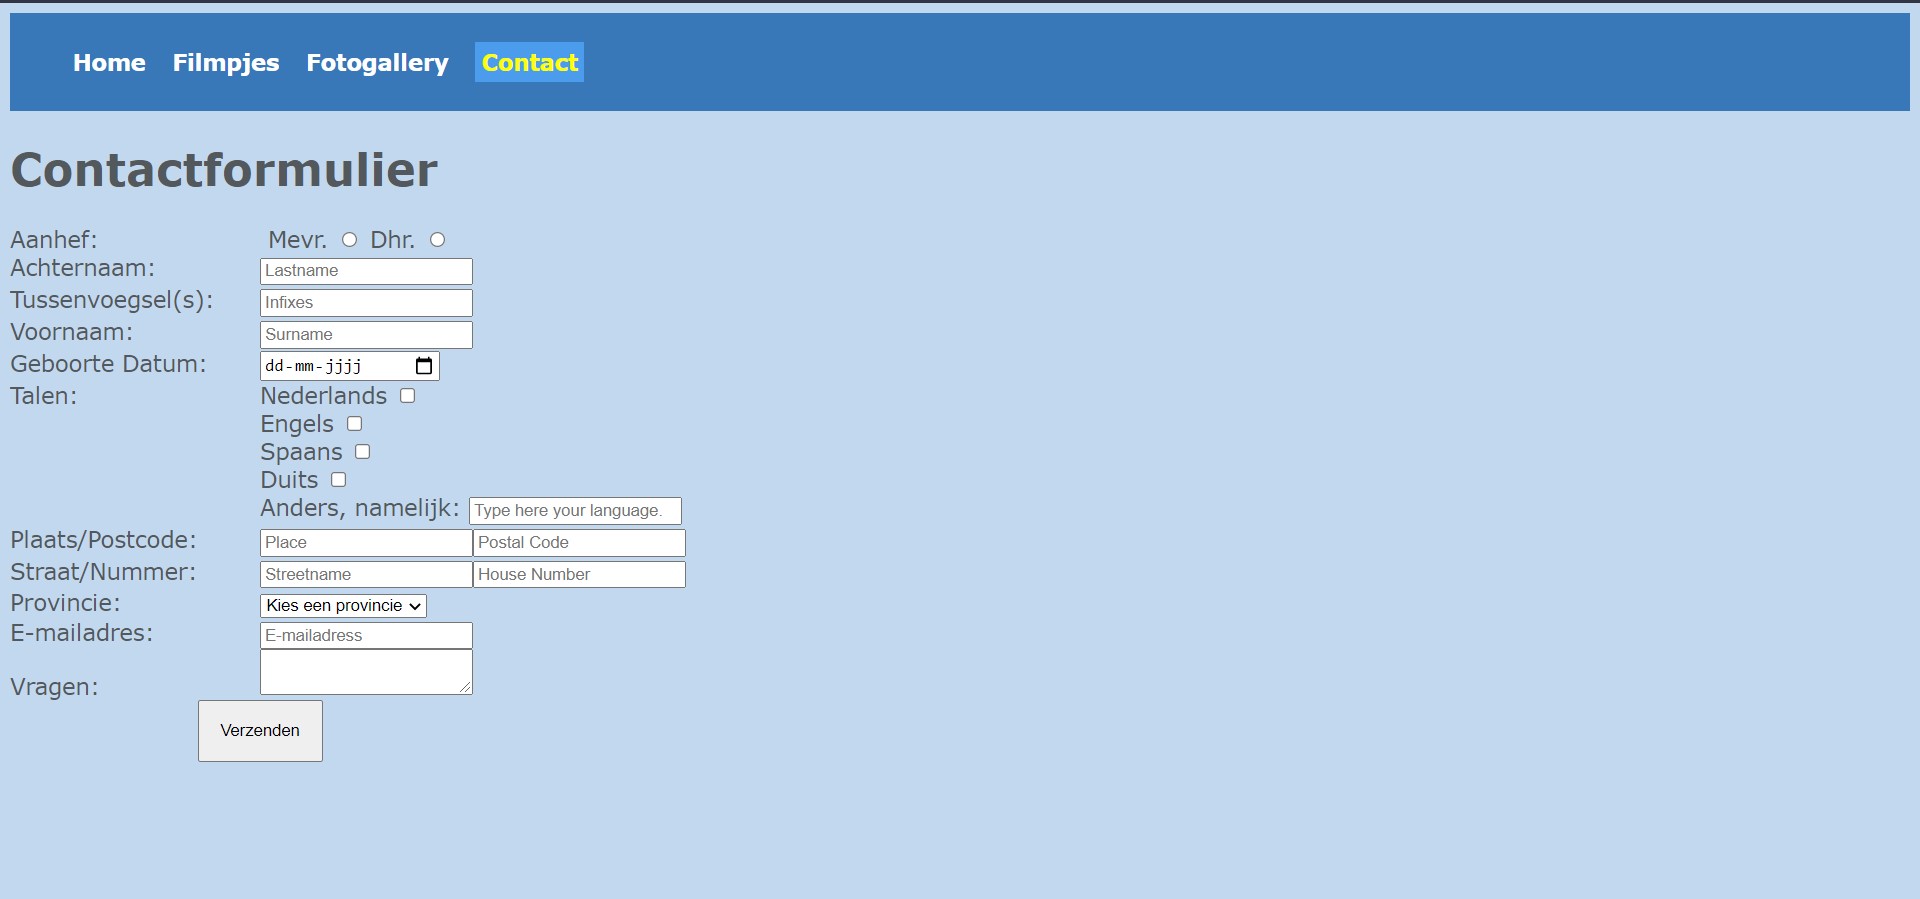 Home Filmpjes Fotogallery Contact
Contactformulier
Aanhef: Mevr. Dhr.
Achternaam: Lastname
Tussenvoegsel(s): Infixes
Voornaam: Surname
Geboorte Datum: dd-mm-jjjj
Talen: Nederlands
Engels
Spaans
Duits
Anders, namelijk: Type here your language.
Plaats/Postcode: Place Postal Code
Straat/Nummer: Streetname House Number
Provincie: Kies een provincie
E-mailadres: E-mailadress
Vragen:
Verzenden